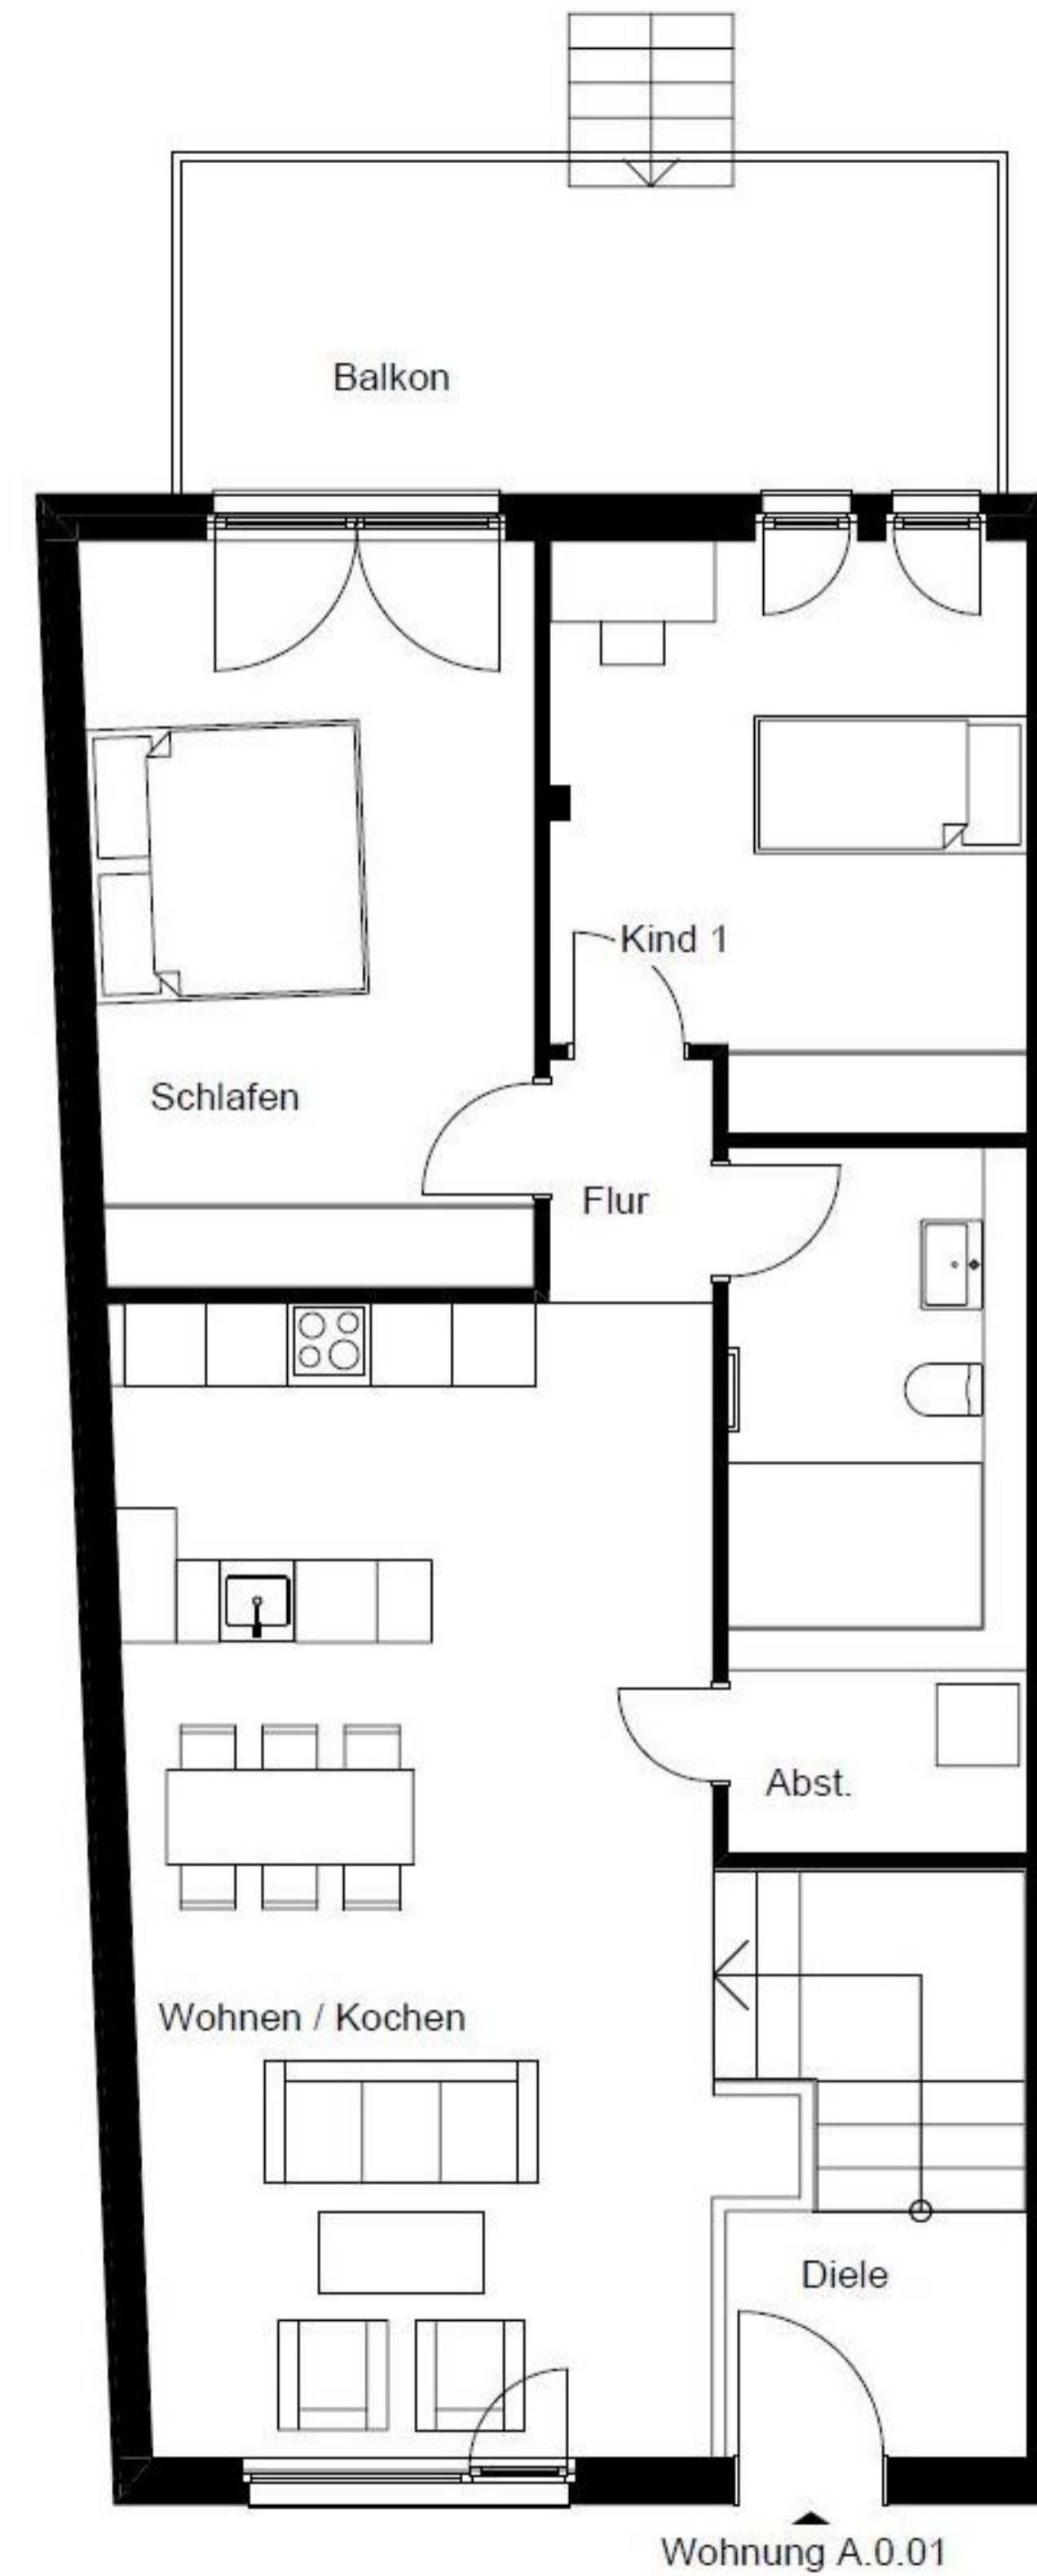 Balkon
Kind 1
Schlafen
Flur
Abst.
Wohnen / Kochen
Diele
Wohnung A.0.01